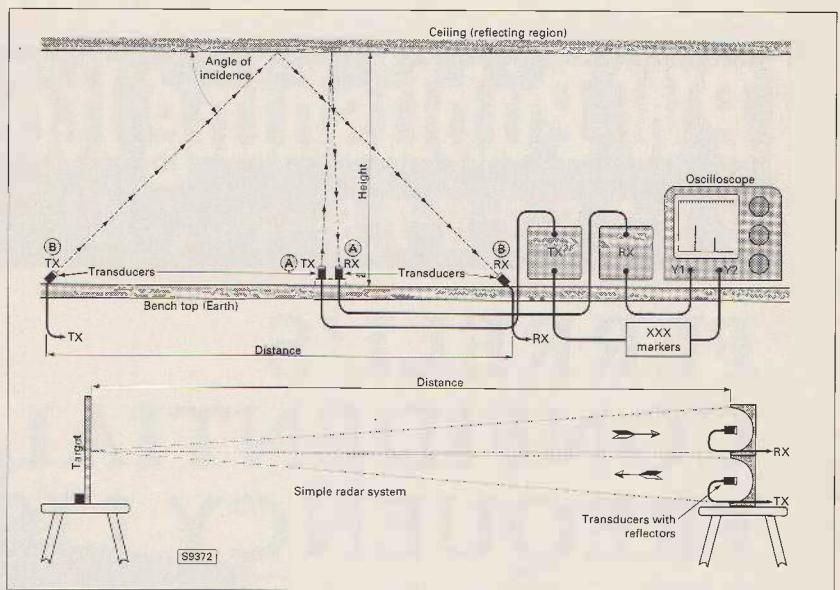 Ceiling (reflecting region)
Angle of
incidence
Height
Oscilloscope
B
TX
Transducers
A TX
A
RX
Transducers
B
RX
TX
RX
Y1
Y2
Bench top (Earth)
TX
RX
XXX
markers
Distance
Distance
Target
RX
Simple radar system
TX
Transducers with
reflectors
S9372